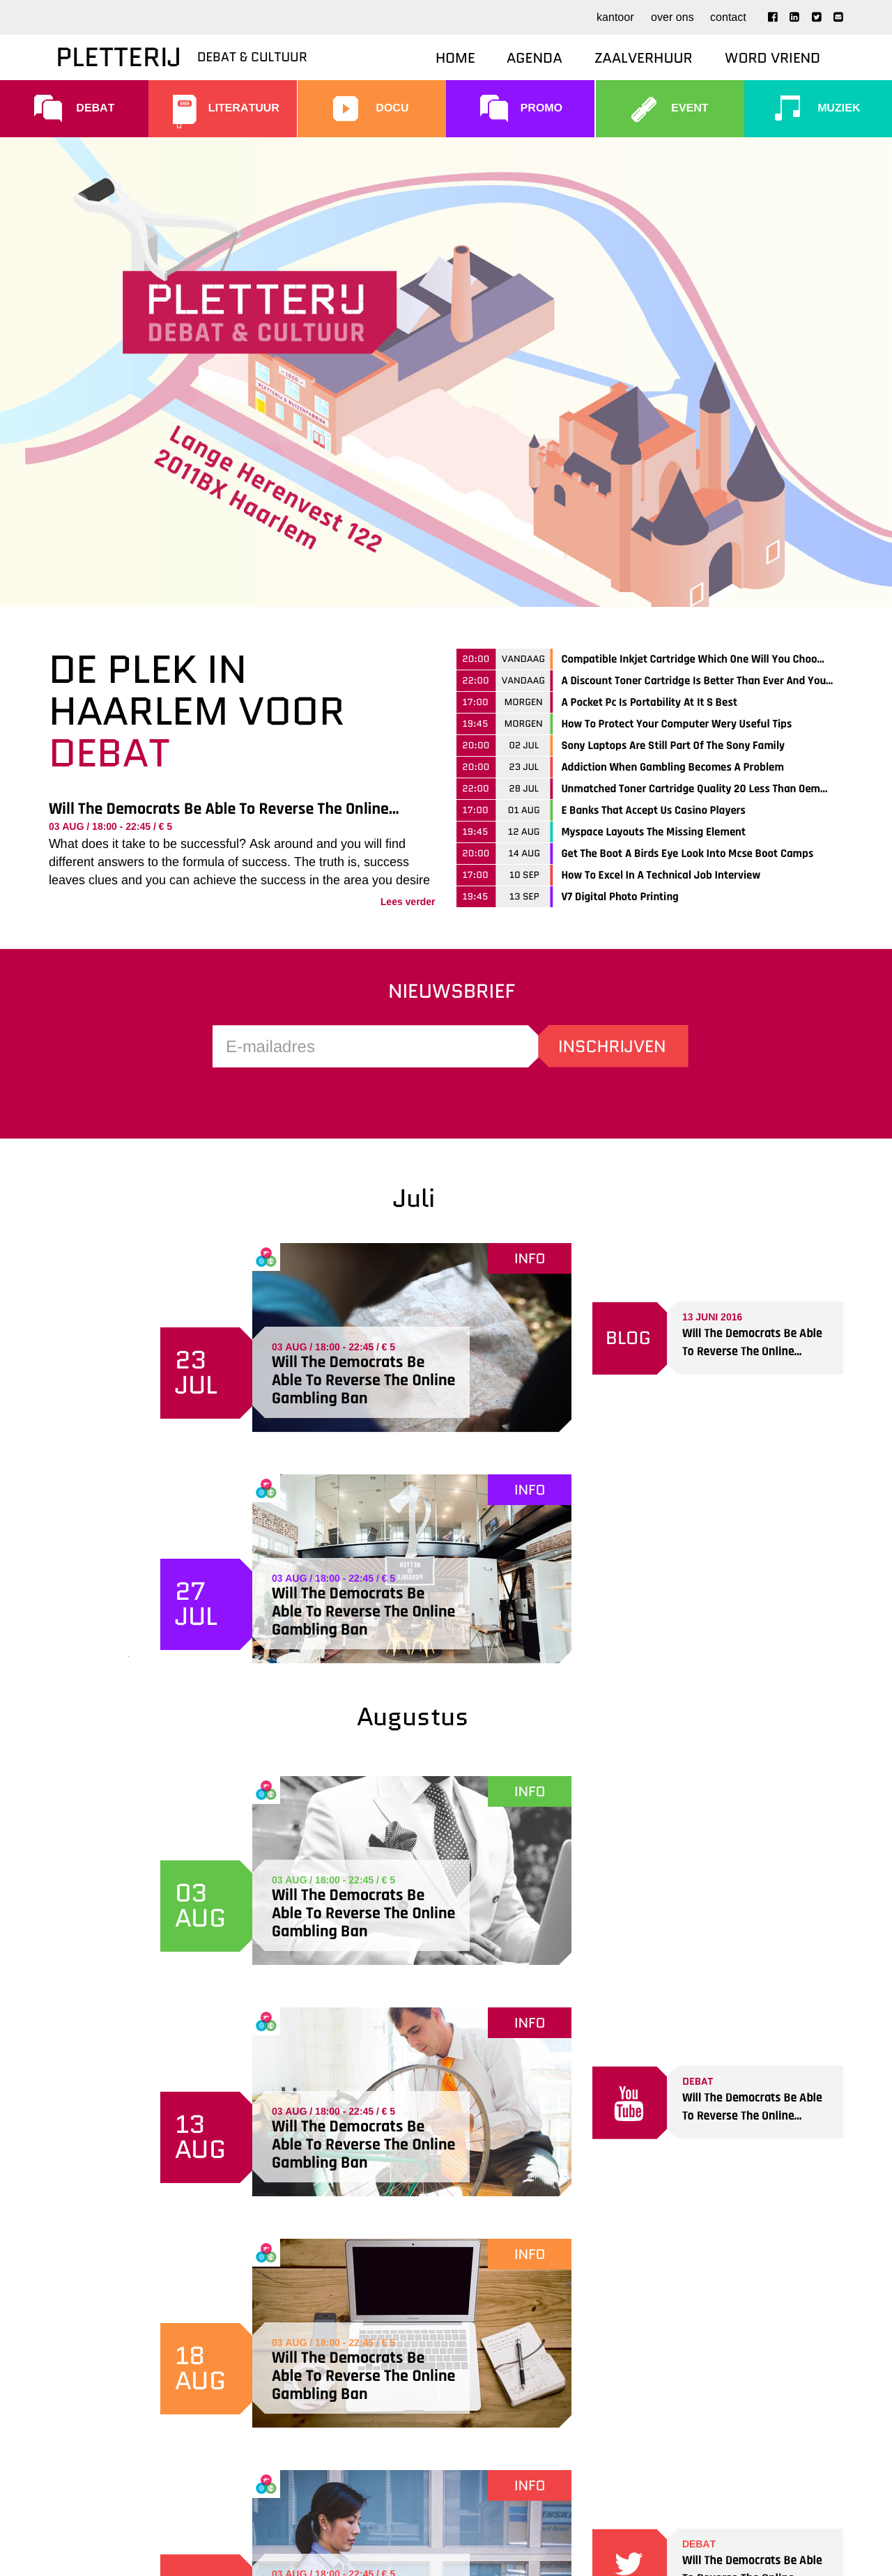 kantoor over ons contact
PLETTERIJ DEBAT & CULTUUR HOME AGENDA ZAALVERHUUR WORD VRIEND
DEBAT LITERATUUR DOCU PROMO EVENT MUZIEK
PLETTERIJ
DEBAT & CULTUUR
LOOD
PLETTERIJ & BUIZENFABRIEK
Lange Herenvest 122
2011BX Haarlem
DE PLEK IN
HAARLEM VOOR
DEBAT
Will The Democrats Be Able To Reverse The Online...
03 AUG / 18:00 - 22:45 / € 5
What does it take to be successful? Ask around and you will find
different answers to the formula of success. The truth is, success
leaves clues and you can achieve the success in the area you desire
Lees verder
20:00 VANDAAG Compatible Inkjet Cartridge Which One Will You Choo...
22:00 VANDAAG A Discount Toner Cartridge Is Better Than Ever And You...
17:00 MORGEN A Pocket Pc Is Portability At It S Best
19:45 MORGEN How To Protect Your Computer Wery Useful Tips
20:00 02 JUL Sony Laptops Are Still Part Of The Sony Family
20:00 23 JUL Addiction When Gambling Becomes A Problem
22:00 28 JUL Unmatched Toner Cartridge Quality 20 Less Than Oem...
17:00 01 AUG E Banks That Accept Us Casino Players
19:45 12 AUG Myspace Layouts The Missing Element
20:00 14 AUG Get The Boot A Birds Eye Look Into Mcse Boot Camps
17:00 10 SEP How To Excel In A Technical Job Interview
19:45 13 SEP V7 Digital Photo Printing
NIEUWSBRIEF
E-mailadres INSCHRIJVEN
Juli
INFO
23
JUL
03 AUG / 18:00 - 22:45 / € 5
Will The Democrats Be
Able To Reverse The Online
Gambling Ban
BLOG
13 JUNI 2016
Will The Democrats Be Able
To Reverse The Online...
INFO
27
JUL
03 AUG / 18:00 - 22:45 / € 5
Will The Democrats Be
Able To Reverse The Online
Gambling Ban
Augustus
INFO
03
AUG
03 AUG / 18:00 - 22:45 / € 5
Will The Democrats Be
Able To Reverse The Online
Gambling Ban
INFO
13
AUG
03 AUG / 18:00 - 22:45 / € 5
Will The Democrats Be
Able To Reverse The Online
Gambling Ban
You
Tube
DEBAT
Will The Democrats Be Able
To Reverse The Online...
INFO
18
AUG
03 AUG / 18:00 - 22:45 / € 5
Will The Democrats Be
Able To Reverse The Online
Gambling Ban
INFO
03 AUG / 18:00 - 22:45 / € 5
DEBAT
Will The Democrats Be Able